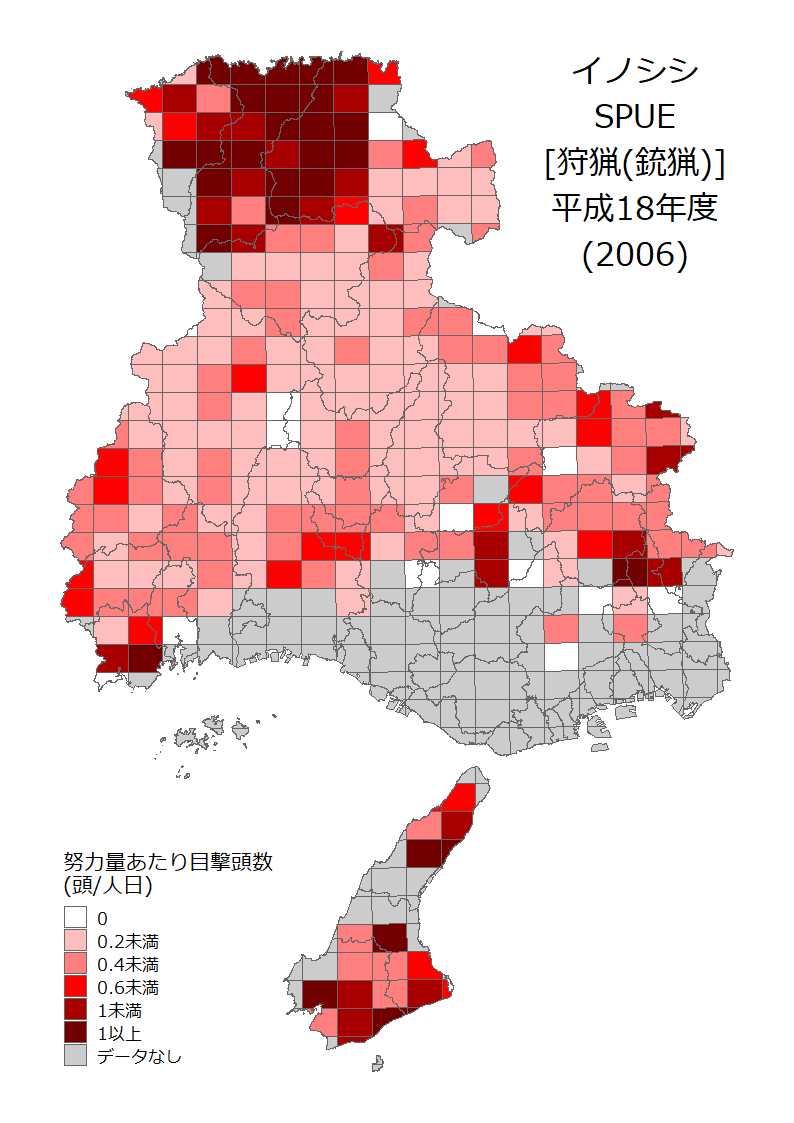 イノシシ
SPUE
[狩猟(銃猟)]
平成18年度
(2006)
努力量あたり目撃頭数
(頭/人日)
0
0.2未満
0.4未満
0.6未満
1未満
1以上
データなし